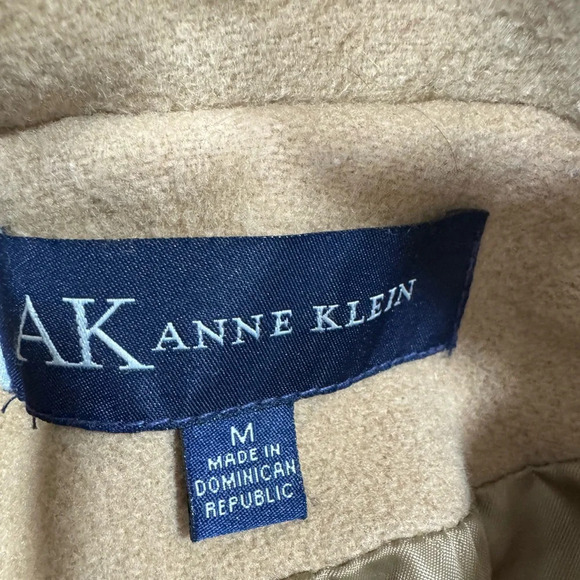 AK ANNE KLEIN
M
MADE IN
DOMINICAN
REPUBLIC